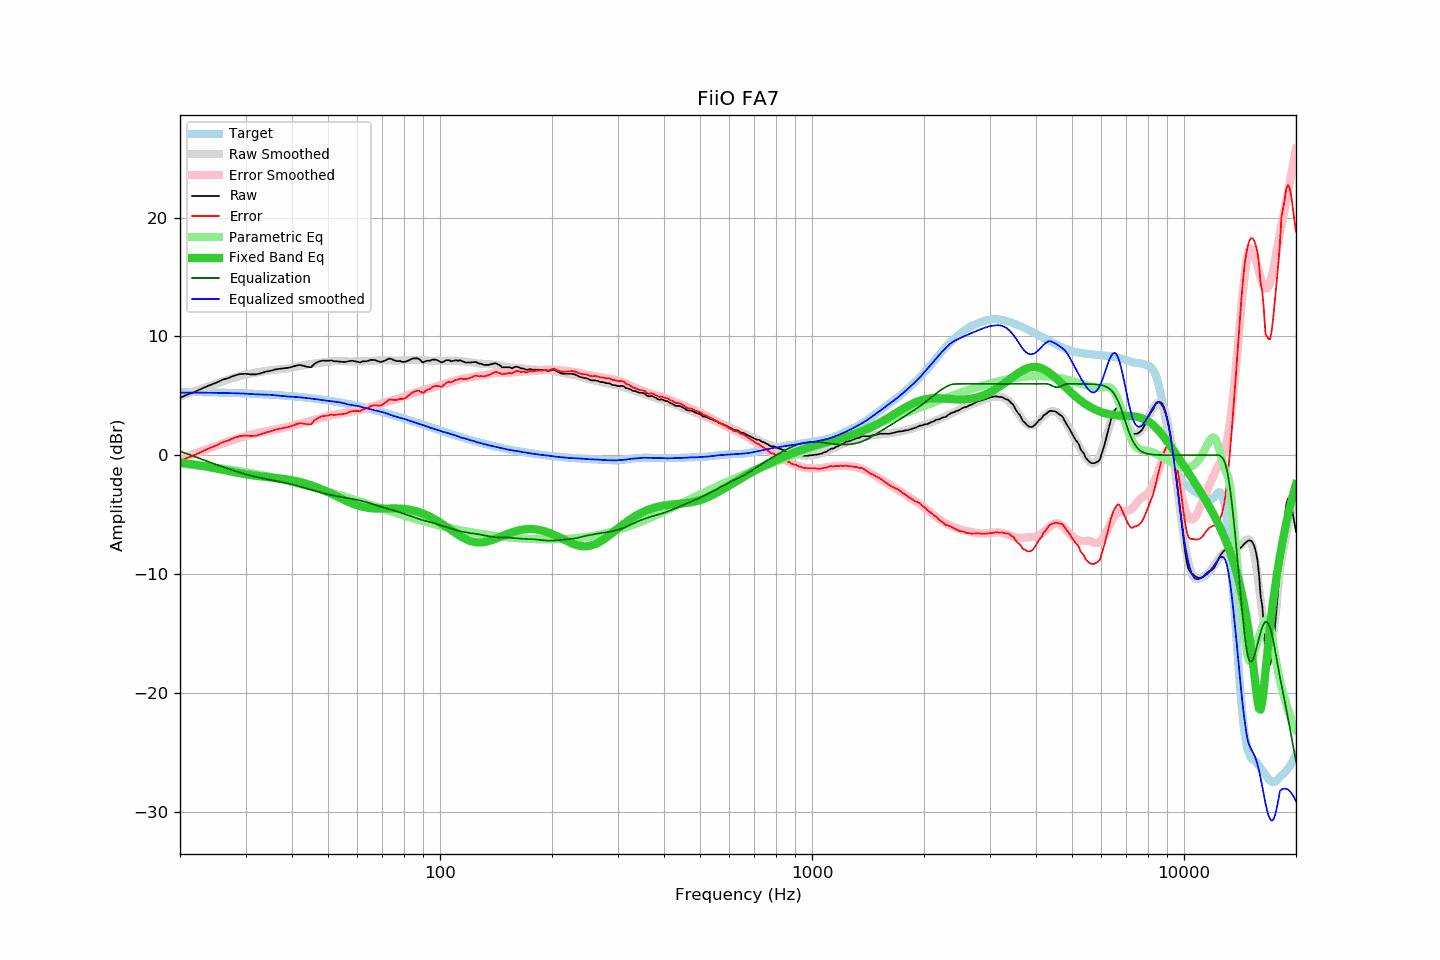 FiiO FA7
Target
Raw Smoothed
Error Smoothed
Raw
Error
Parametric Eq
Fixed Band Eq
Equalization
Equalized smoothed
20
10
0
−10
−20
−30
Amplitude (dBr)
100 1000 10000
Frequency (Hz)